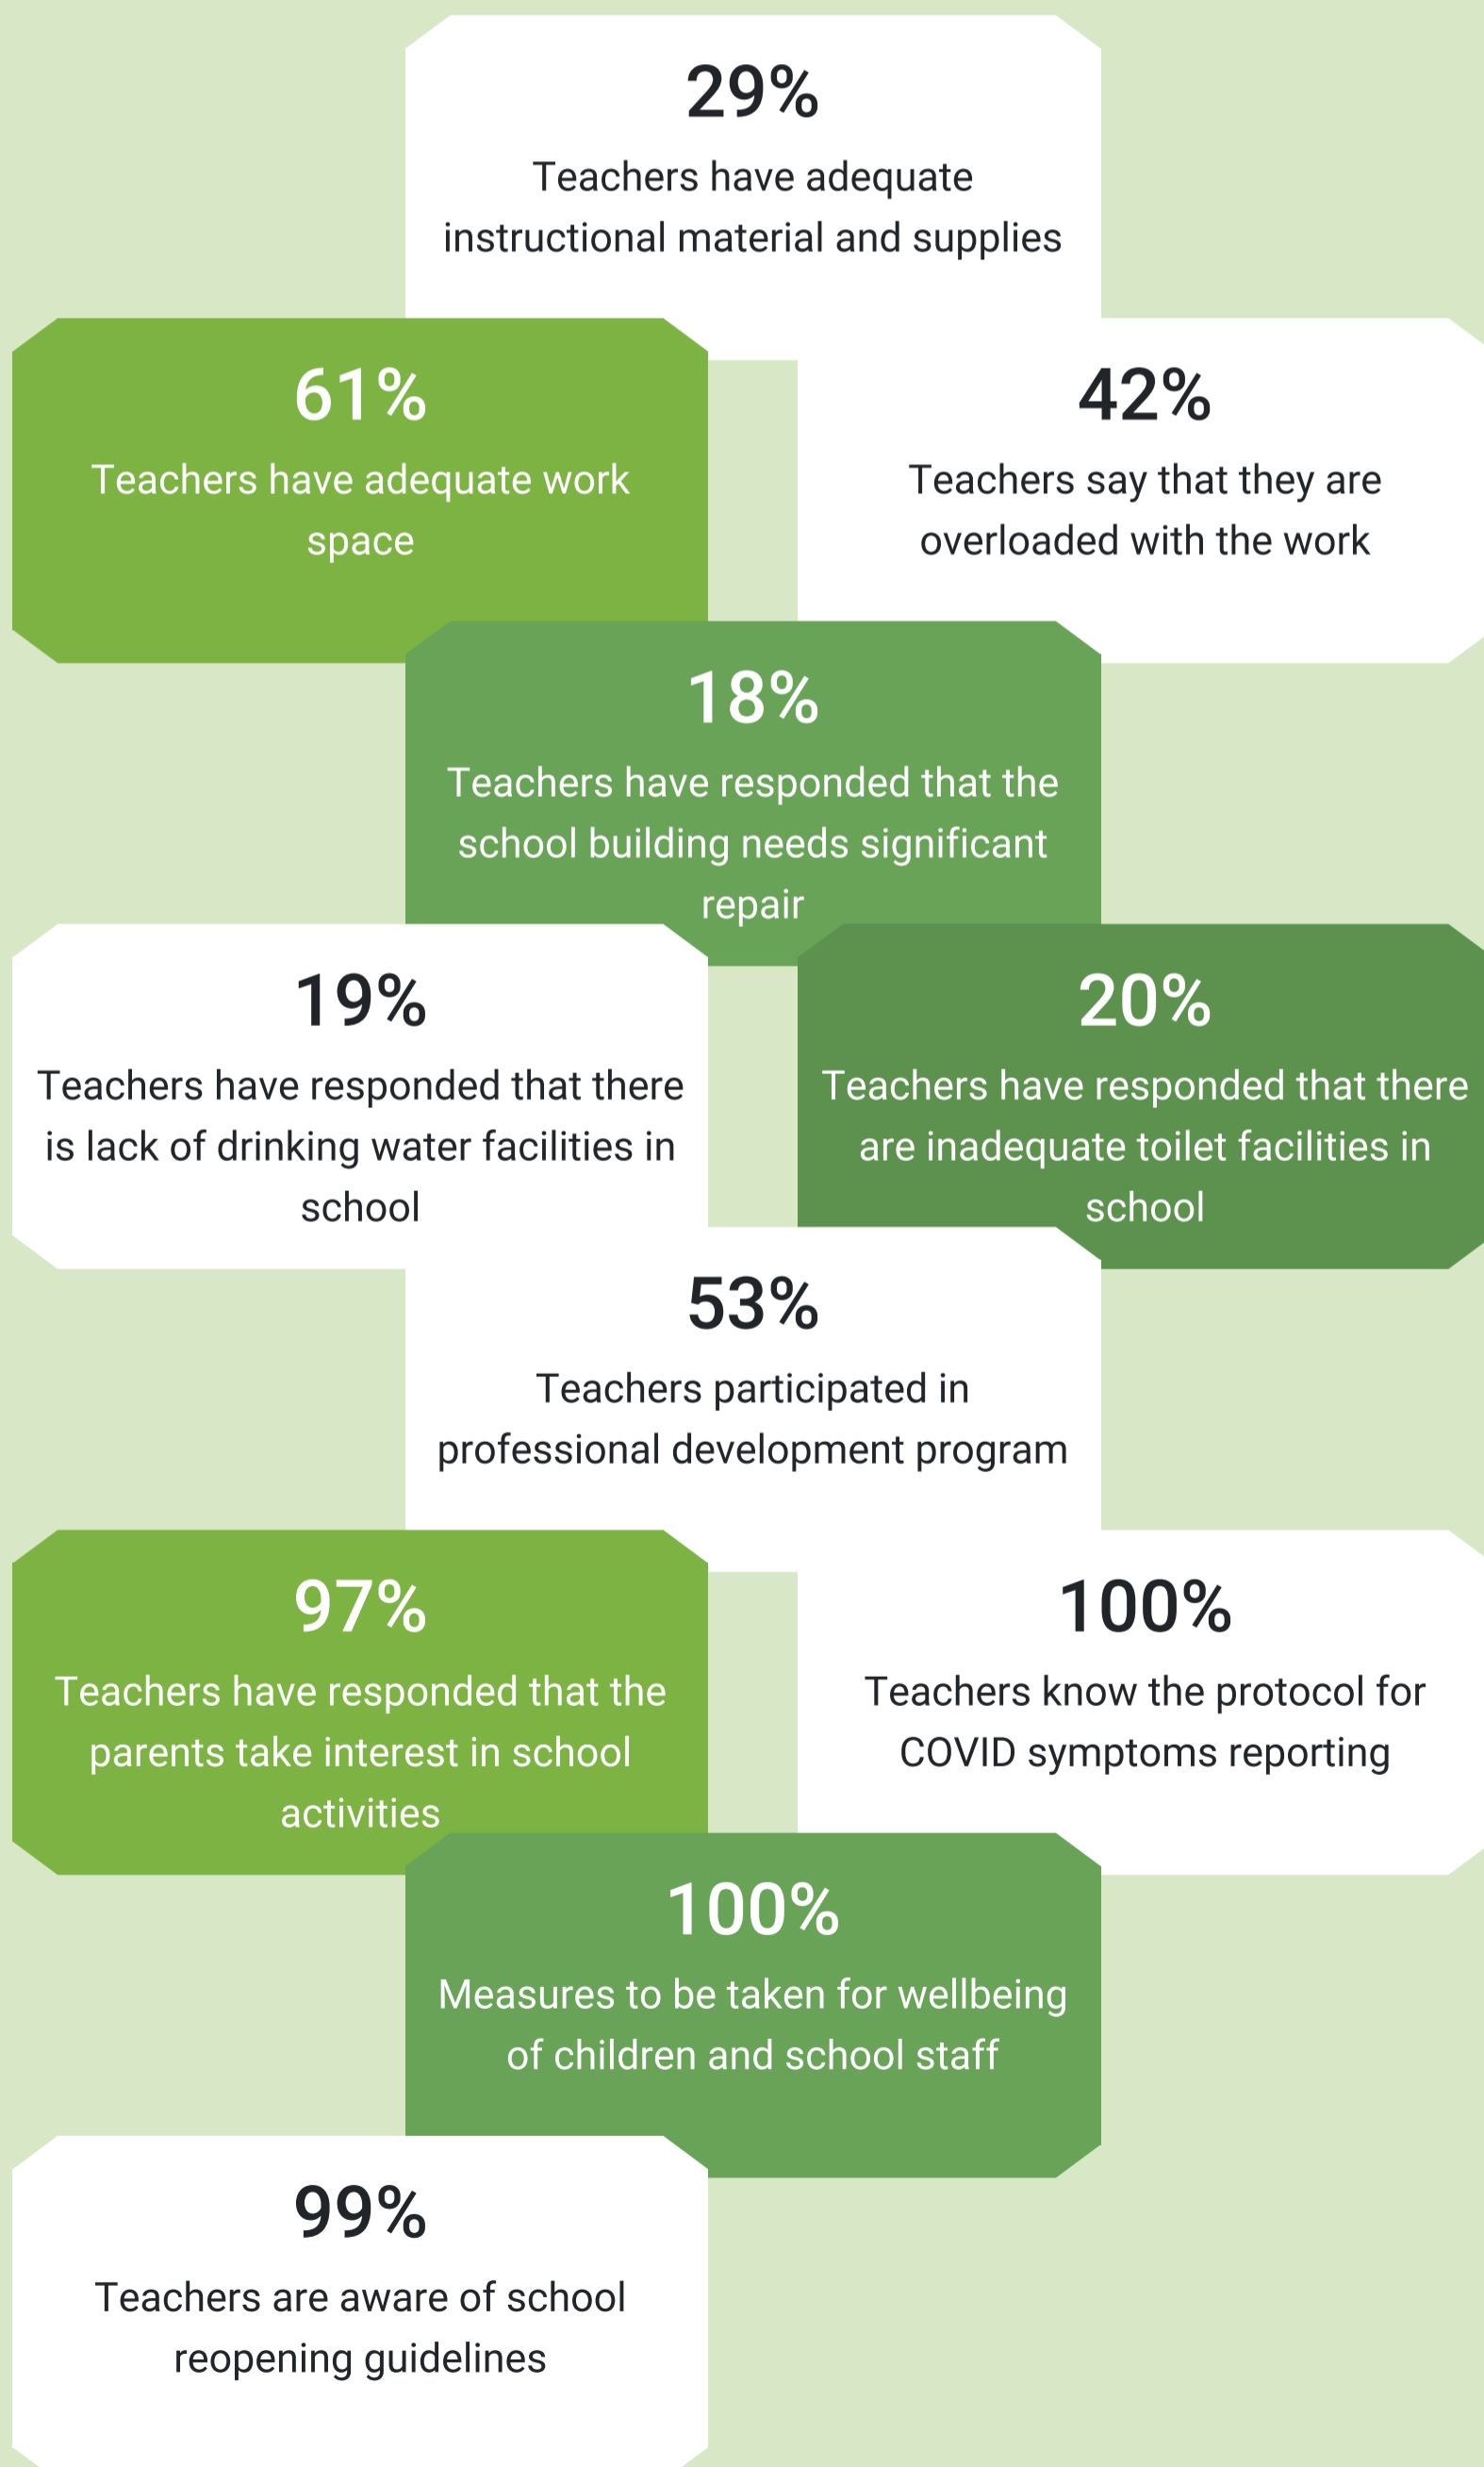 29%
Teachers have adequate
instructional material and supplies
61%
Teachers have adequate work
space
42%
Teachers say that they are
overloaded with the work
18%
Teachers have responded that the
school building needs significant
repair
19%
Teachers have responded that there
is lack of drinking water facilities in
school
20%
Teachers have responded that there
are inadequate toilet facilities in
school
53%
Teachers participated in
professional development program
97%
Teachers have responded that the
parents take interest in school
activities
100%
Teachers know the protocol for
COVID symptoms reporting
100%
Measures to be taken for wellbeing
of children and school staff
99%
Teachers are aware of school
reopening guidelines